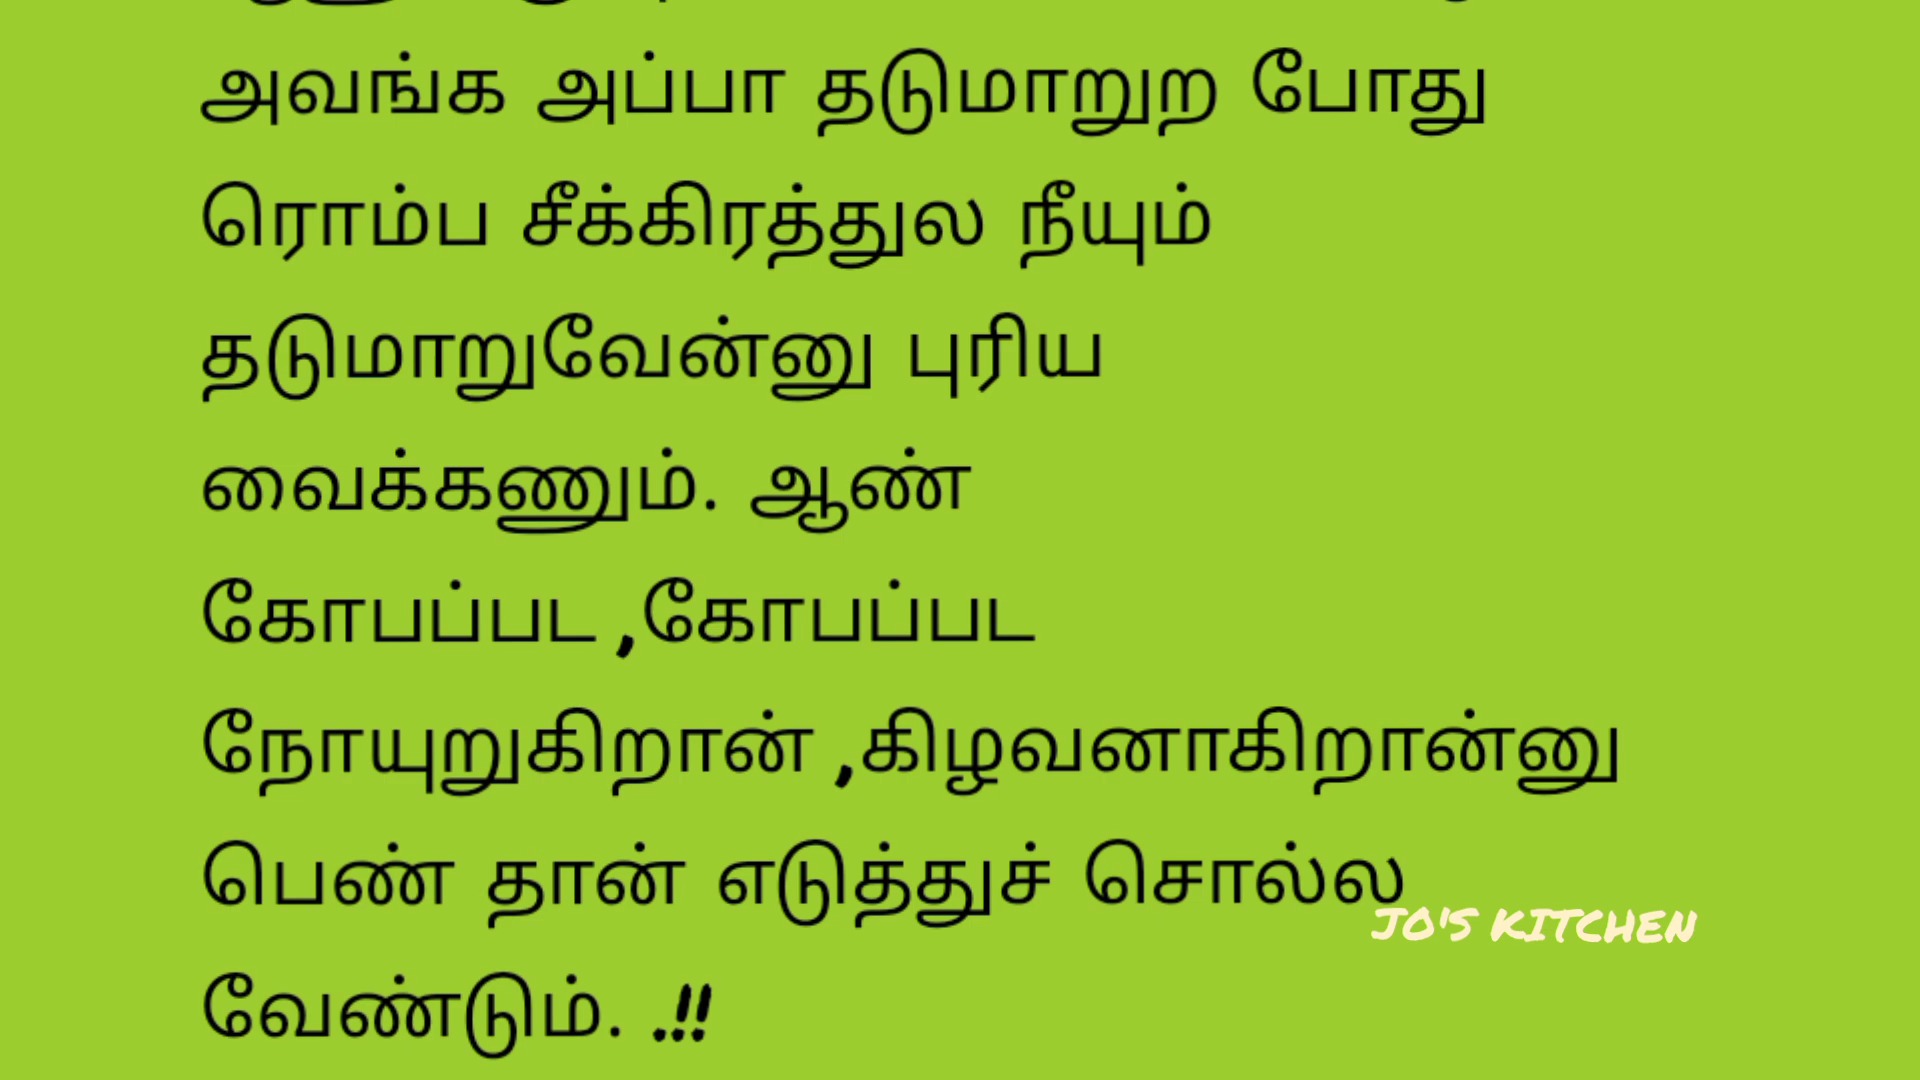 அவங்க அப்பா தடுமாறுற போது
ரொம்ப சீக்கிரத்துல நீயும்
தடுமாறுவேன்னு புரிய
வைக்கணும். ஆண்
கோபப்பட ,கோபப்பட
நோயுறுகிறான் ,கிழவனாகிறான்னு
பெண் தான் எடுத்துச் சொல்ல
JO'S KITCHEN
வேண்டும். .!!